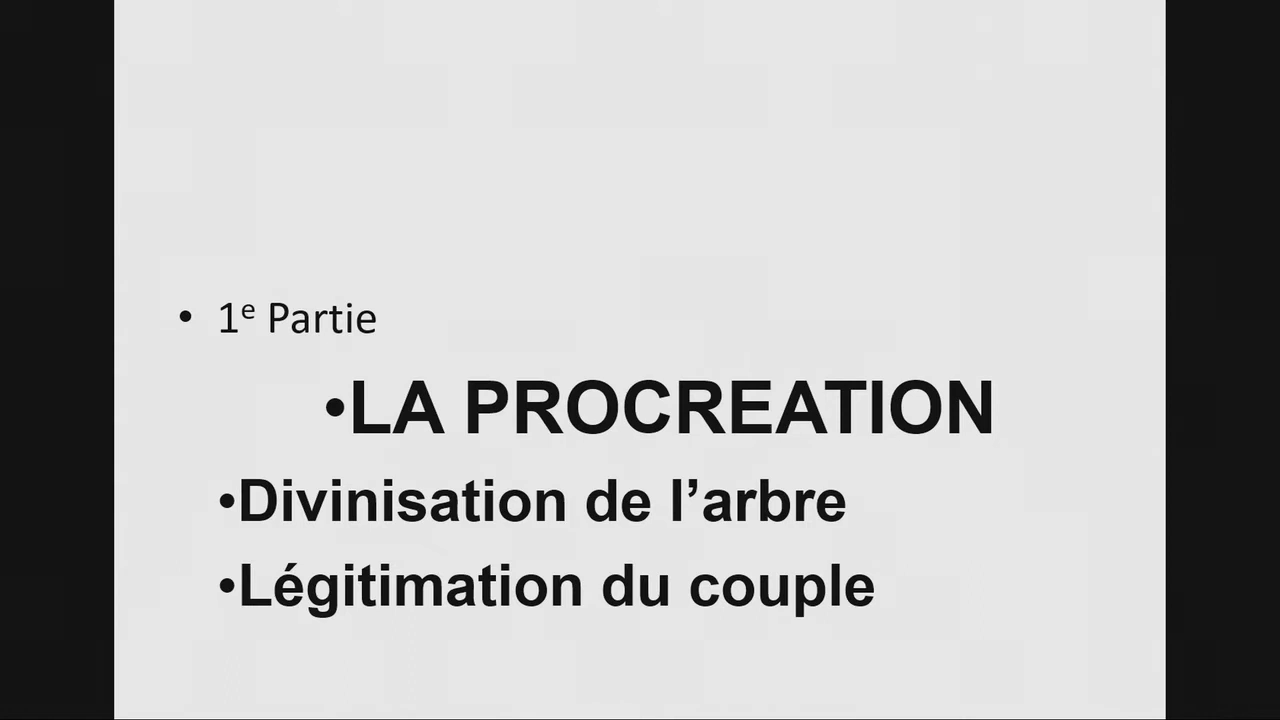 • 1e Partie
•LA PROCREATION
•Divinisation de l’arbre
•Légitimation du couple